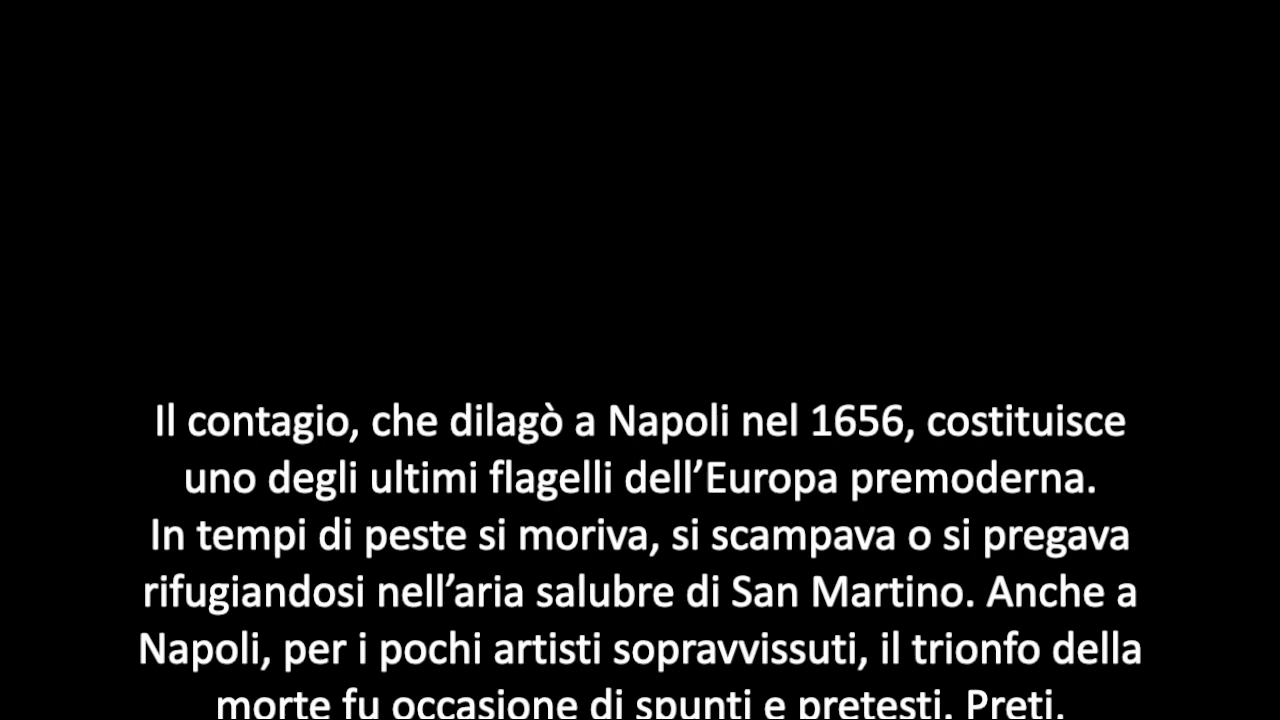 Il contagio, che dilagò a Napoli nel 1656, costituisce
uno degli ultimi flagelli dell’Europa premoderna.
In tempi di peste si moriva, si scampava o si pregava
rifugiandosi nell’aria salubre di San Martino. Anche a
Napoli, per i pochi artisti sopravvissuti, il trionfo della
morte fu occasione di spunti e pretesti. Preti,